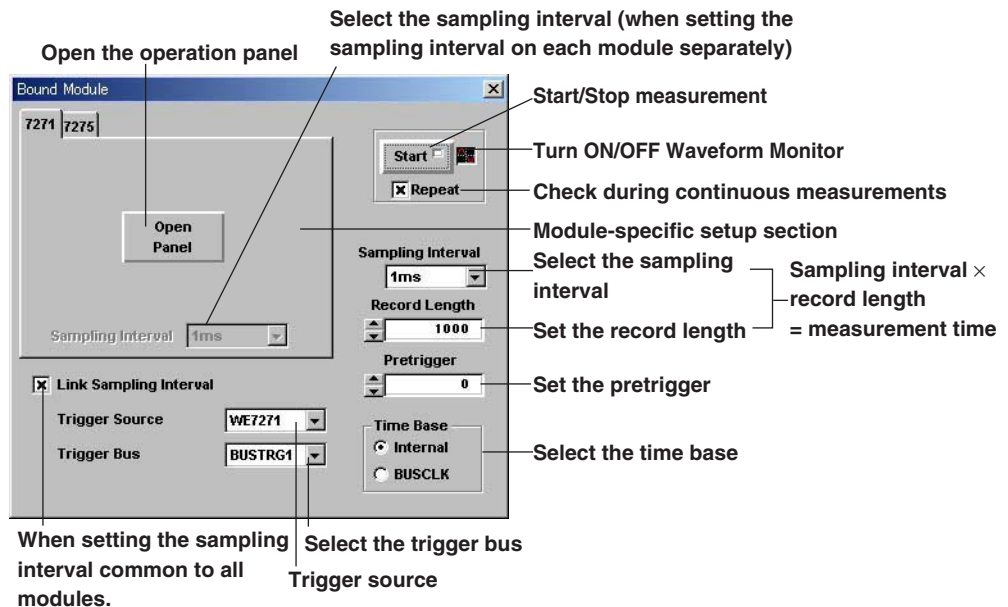 Select the sampling interval (when setting the
sampling interval on each module separately)
Open the operation panel
Bound Module
7271 7275
Start
Repeat
Open
Panel
Sampling Interval
1ms
Record Length
1000
Pretrigger
0
Sampling Interval 1ms
Link Sampling Interval
Trigger Source WE7271
Trigger Bus BUSTRG1
Time Base
Internal
BUSCLK
Start/Stop measurement
Turn ON/OFF Waveform Monitor
Check during continuous measurements
Module-specific setup section
Select the sampling
interval
Set the record length
Sampling interval ×
record length
= measurement time
Set the pretrigger
Select the time base
When setting the sampling
interval common to all
modules.
Select the trigger bus
Trigger source